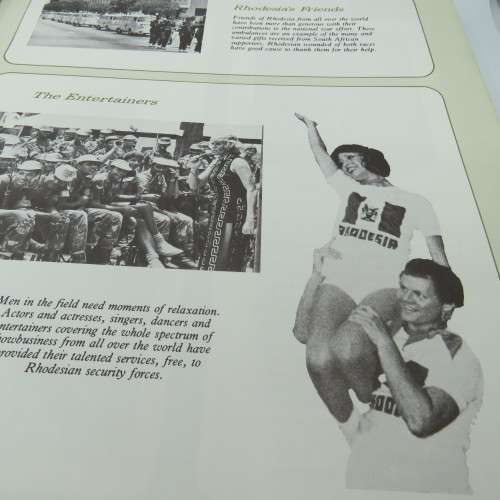 Rhodesia's Friends
Friends of Rhodesia from all over the world
have been more than generous with their
contributions to the national war effort. These
ambulances are an example of the many and
varied gifts received from South African
supporters. Rhodesian wounded of both races
have good cause to thank them for their help.
The Entertainers
Men in the field need moments of relaxation.
Actors and actresses, singers, dancers and
ntertainers covering the whole spectrum of
howbusiness from all over the world have
provided their talented services, free, to
Rhodesian security forces.
RHODESIA